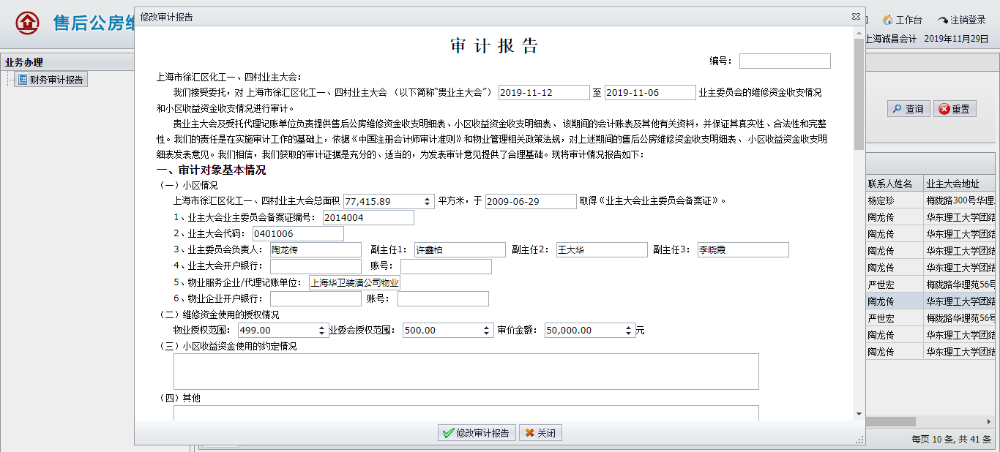 售后公房维
工作台
注销登录
上海诚昌会计 2019年11月29日
业务办理
财务审计报告
修改审计报告
审 计 报 告
编号：
上海市徐汇区化工一、四村业主大会：
我们接受委托，对 上海市徐汇区化工一、四村业主大会 （以下简称“贵业主大会”） 2019-11-12 至 2019-11-06 业主委员会的维修资金收支情况
和小区收益资金收支情况进行审计。
贵业主大会及受托代理记账单位负责提供售后公房维修资金收支明细表、小区收益资金收支明细表、 该期间的会计账表及其他有关资料，并保证其真实性、合法性和完整
性。我们的责任是在实施审计工作的基础上，依据《中国注册会计师审计准则》和物业管理相关政策法规，对上述期间的售后公房维修资金收支明细表、 小区收益资金收支明
细表发表意见。我们相信，我们获取的审计证据是充分的、适当的，为发表审计意见提供了合理基础。现将审计情况报告如下：
一、审计对象基本情况
（一）小区情况
上海市徐汇区化工一、四村业主大会总面积 77,415.89 平方米，于 2009-06-29 取得《业主大会业主委员会备案证》。
1、业主大会业主委员会备案证编号： 2014004
2、业主大会代码： 0401006
3、业主委员会负责人： 陶龙传 副主任1： 许鑫柏 副主任2： 王大华 副主任3： 李晓霞
4、业主大会开户银行： 账号：
5、物业服务企业/代理记账单位： 上海华卫装潢公司物业
6、物业企业开户银行： 账号：
（二）维修资金使用的授权情况
物业授权范围： 499.00 业委会授权范围： 500.00 审价金额： 50,000.00 元
（三）小区收益资金使用的约定情况
（四）其他
修改审计报告 关闭
查询 重置
联系人姓名 业主大会地址
杨定珍 梅陇路300号华理
陶龙传 华东理工大学团结
陶龙传 华东理工大学团结
陶龙传 华东理工大学团结
陶龙传 华东理工大学团结
严世宏 梅陇路华理苑56号
陶龙传 华东理工大学团结
严世宏 梅陇路华理苑56号
陶龙传 华东理工大学团结
陶龙传 华东理工大学团结
每页 10 条, 共 41 条